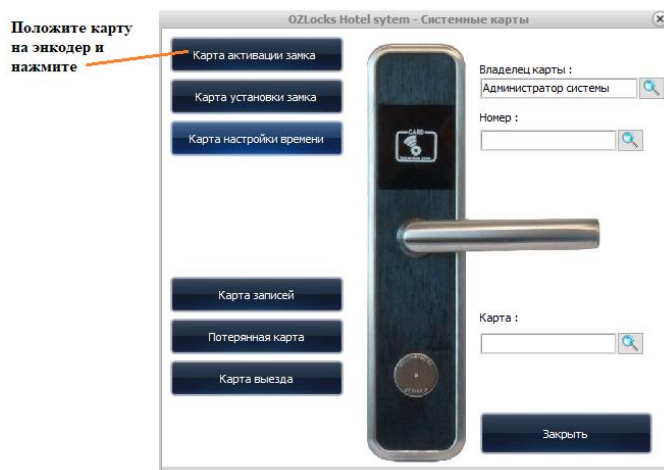 OZLocks Hotel sytem - Системные карты
Положите карту
на энкодер и
нажмите
Карта активации замка
Карта установки замка
Карта настройки времени
Карта записей
Потерянная карта
Карта выезда
CARD
Владелец карты :
Администратор системы
Номер :
Карта :
Закрыть